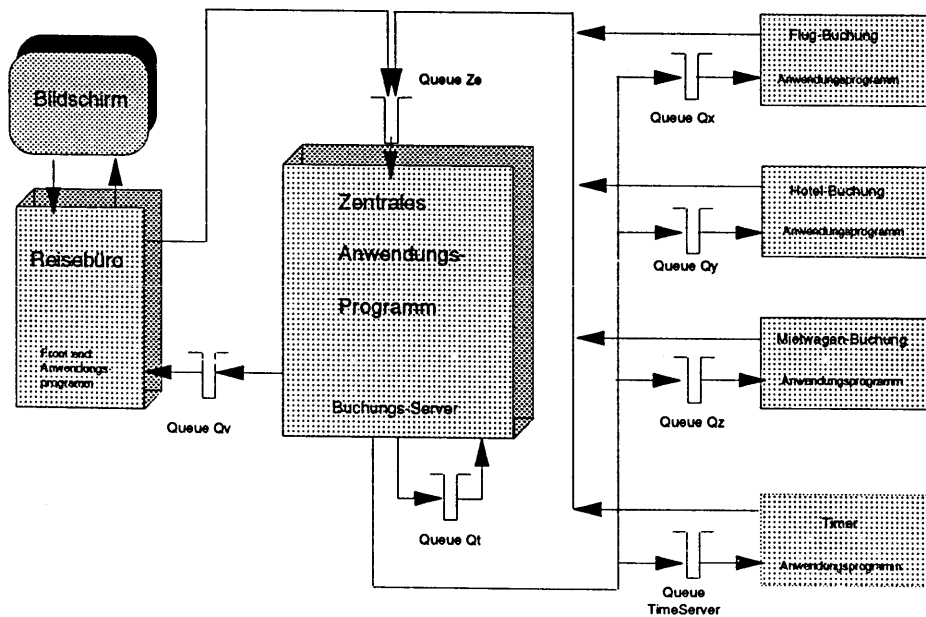 Bildschirm
Reisebüro
Front end
Anwendungs-
programm
Queue Qv
Queue Ze
Zentrales
Anwendungs-
Programm
Buchungs-Server
Queue Qt
Flug-Buchung
Anwendungsprogramm
Queue Qx
Hotel-Buchung
Anwendungsprogramm
Queue Qy
Mietwagen-Buchung
Anwendungsprogramm
Queue Qz
Timer
Anwendungsprogramm
Queue
TimeServer